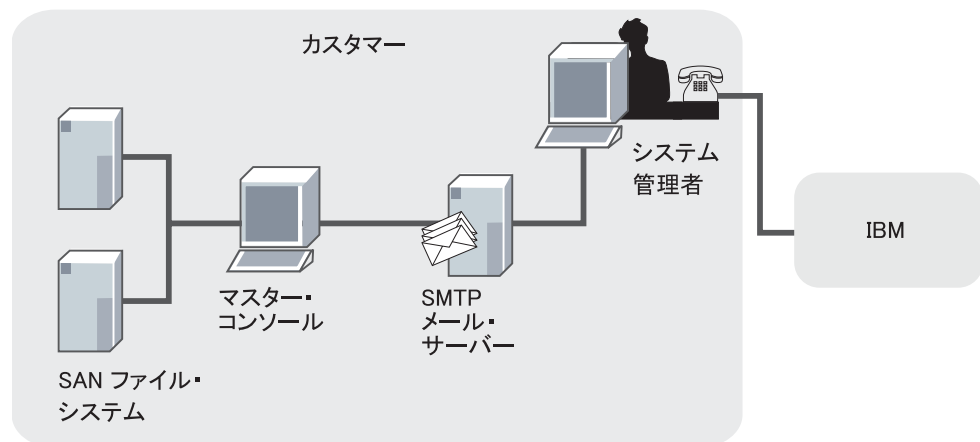 カスタマー
システム
管理者
IBM
マスター・
コンソール
SMTP
メール・
サーバー
SAN ファイル・
システム